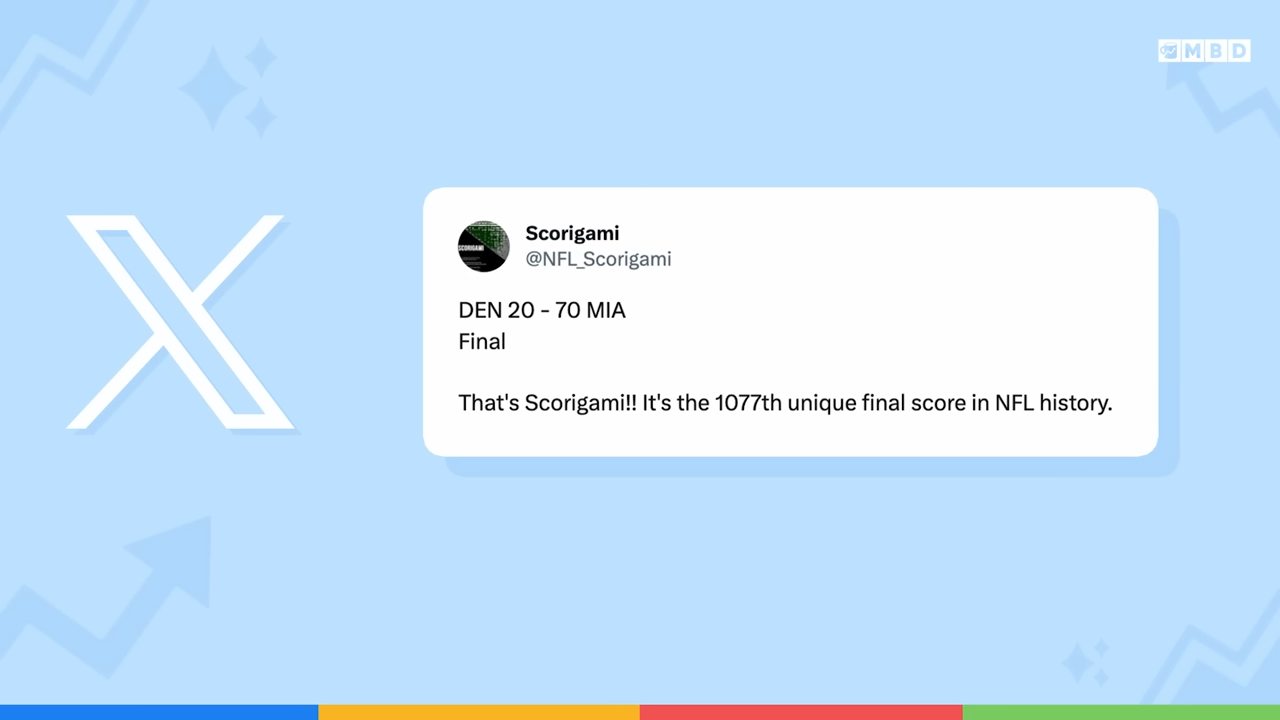 MBD
Scorigami
SCORIGAMI
@NFL_Scorigami
DEN 20 - 70 MIA
Final
That's Scorigami!! It's the 1077th unique final score in NFL history.